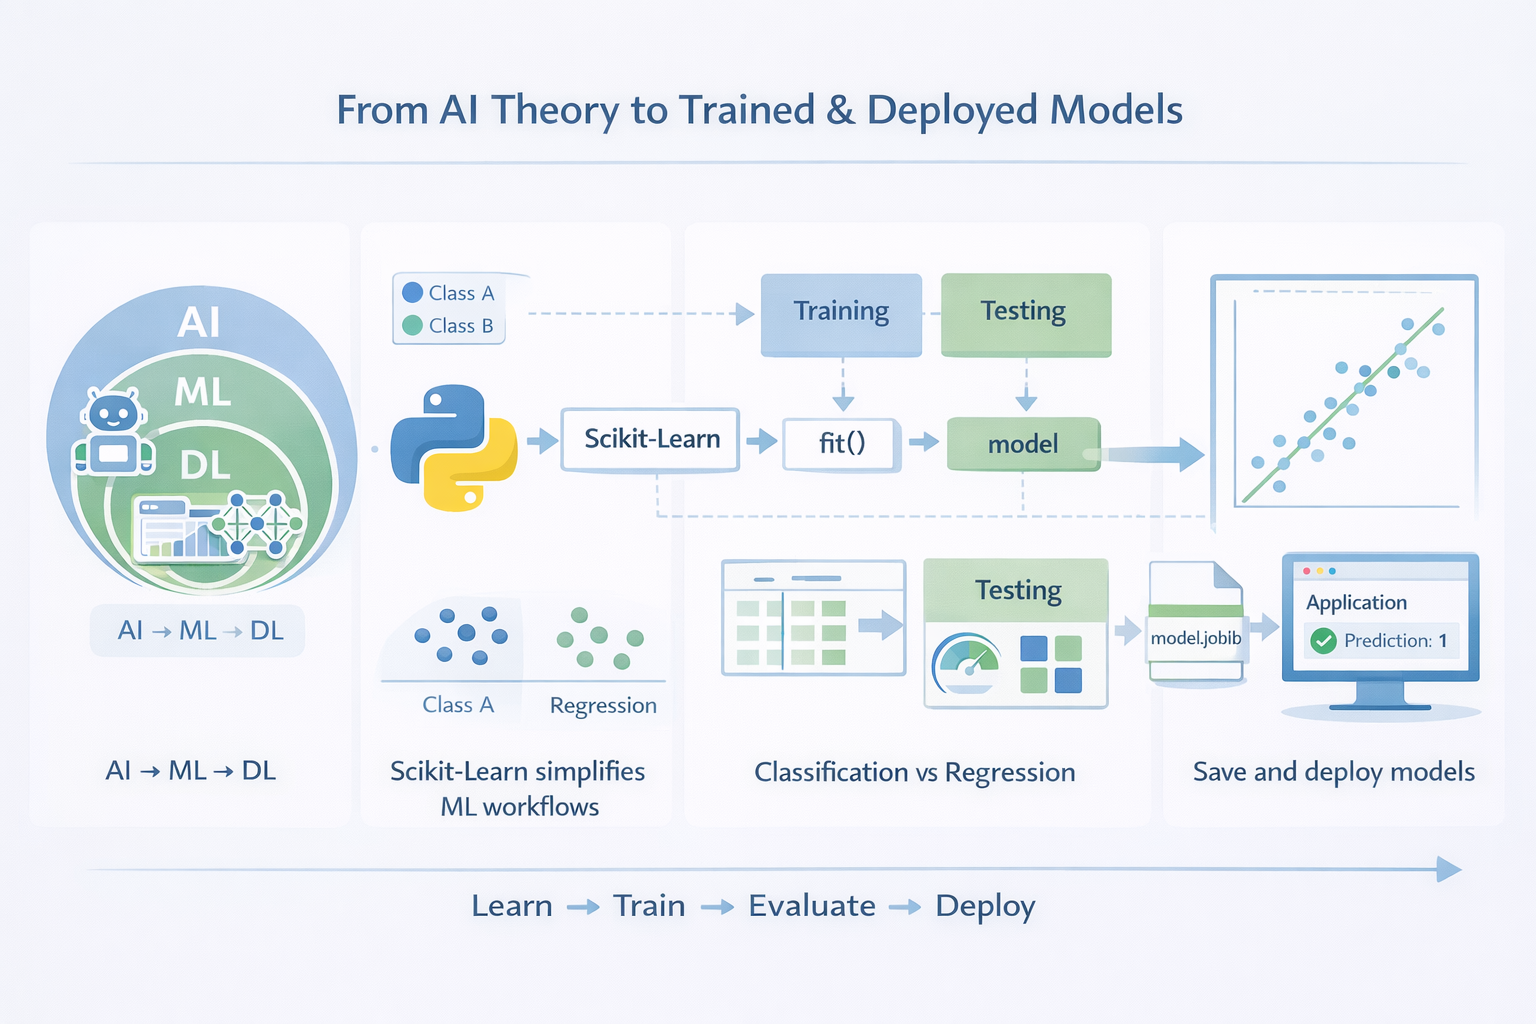 From AI Theory to Trained & Deployed Models
AI
ML
DL
AI → ML → DL
AI → ML → DL
Class A
Class B
Scikit-Learn
Class A
Regression
Scikit-Learn simplifies
ML workflows
Training
Testing
fit()
model
Testing
Classification vs Regression
model.jobib
Application
Prediction: 1
Save and deploy models
Learn → Train → Evaluate → Deploy